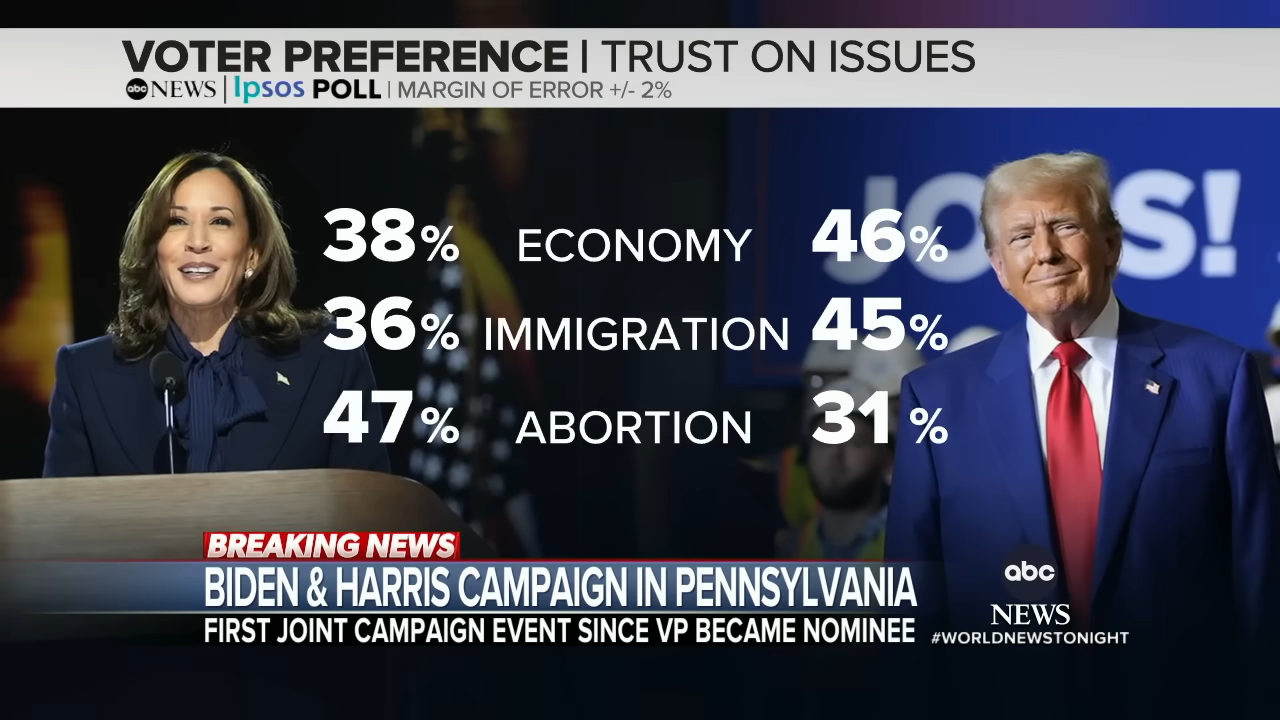 VOTER PREFERENCE | TRUST ON ISSUES
abc NEWS | Ipsos POLL | MARGIN OF ERROR +/- 2%
JOBS!
38% ECONOMY 46%
36% IMMIGRATION 45%
47% ABORTION 31%
BREAKING NEWS
BIDEN & HARRIS CAMPAIGN IN PENNSYLVANIA
FIRST JOINT CAMPAIGN EVENT SINCE VP BECAME NOMINEE
abc
NEWS
#WORLDNEWSTONIGHT